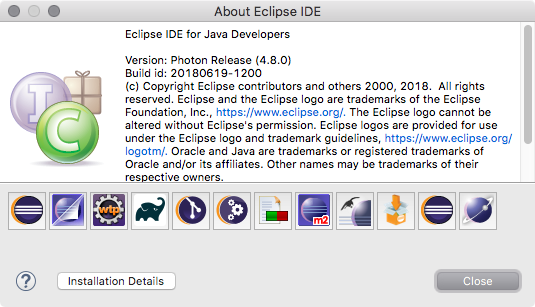 About Eclipse IDE
Eclipse IDE for Java Developers
Version: Photon Release (4.8.0)
Build id: 20180619-1200
(c) Copyright Eclipse contributors and others 2000, 2018.  All rights
reserved. Eclipse and the Eclipse logo are trademarks of the Eclipse
Foundation, Inc., https://www.eclipse.org/. The Eclipse logo cannot be
altered without Eclipse's permission. Eclipse logos are provided for use
under the Eclipse logo and trademark guidelines, https://www.eclipse.org/
logotm/. Oracle and Java are trademarks or registered trademarks of
Oracle and/or its affiliates. Other names may be trademarks of their
respective owners.
I
C
wtp
m2
?
Installation Details
Close